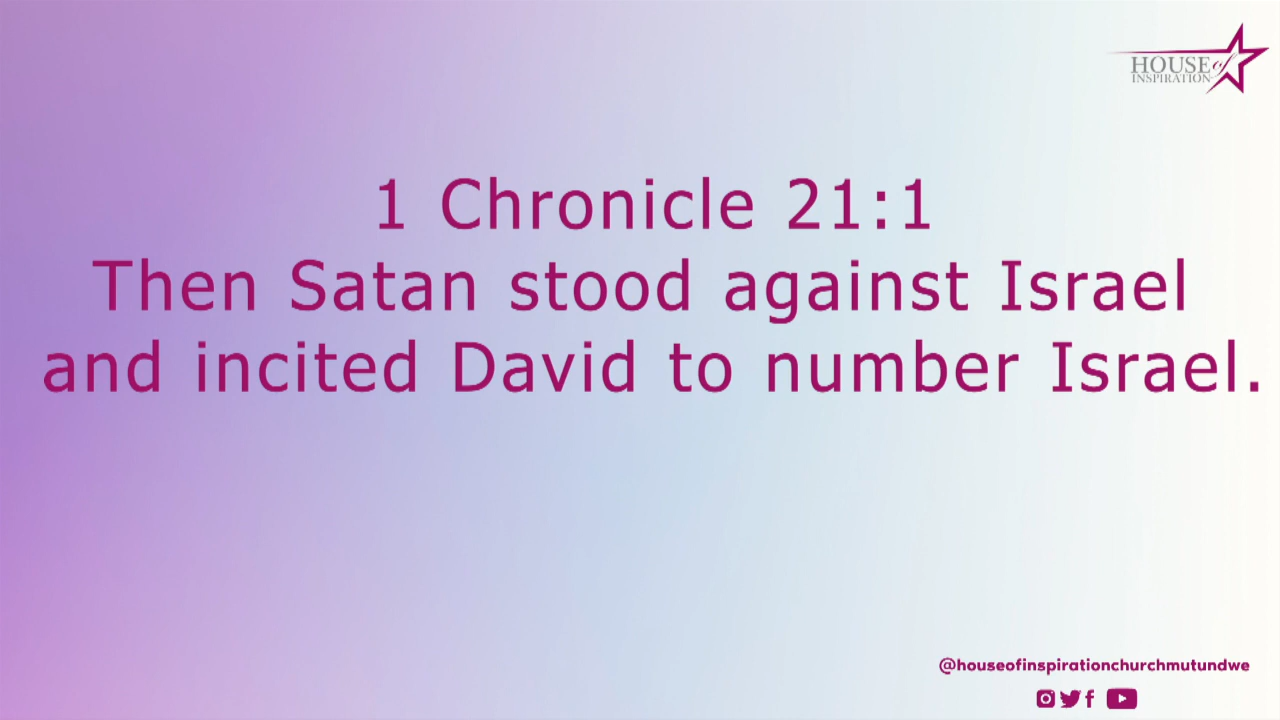 HOUSE of
INSPIRATION
1 Chronicle 21:1
Then Satan stood against Israel
and incited David to number Israel.
@houseofinspirationchurchmutundwe